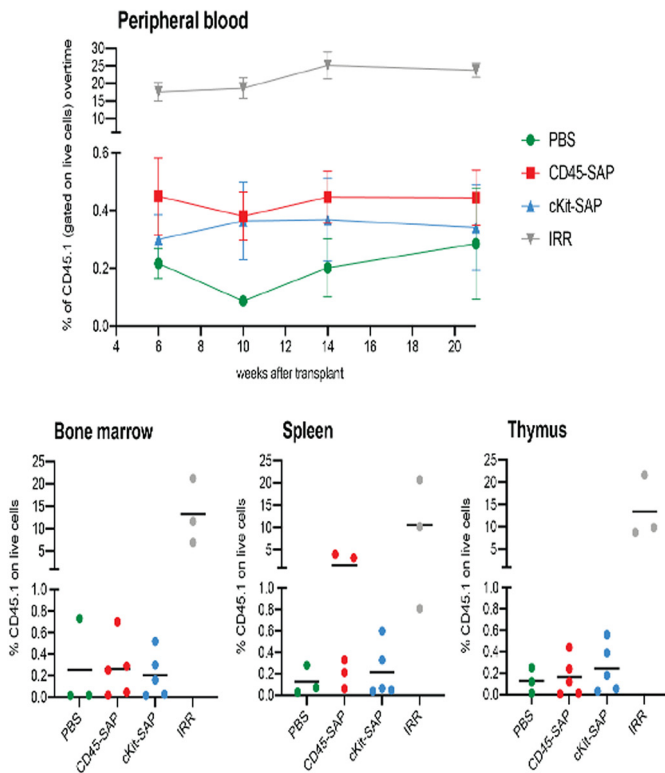 Peripheral blood
% of CD45.1 (gated on live cells) overtime
30
25
20
15
10
5
0.6
0.4
0.2
0.0
4 6 8 10 12 14 16 18 20
weeks after transplant
PBS
CD45-SAP
cKit-SAP
IRR
Bone marrow
% CD45.1 on live cells
25
20
15
10
5
1.0
0.8
0.6
0.4
0.2
0.0
PBS
CD45-SAP
cKit-SAP
IRR
Spleen
% CD45.1 on live cells
25
20
15
10
5
1.0
0.8
0.6
0.4
0.2
0.0
PBS
CD45-SAP
cKit-SAP
IRR
Thymus
% CD45.1 on live cells
25
20
15
10
5
1.0
0.8
0.6
0.4
0.2
0.0
PBS
CD45-SAP
cKit-SAP
IRR